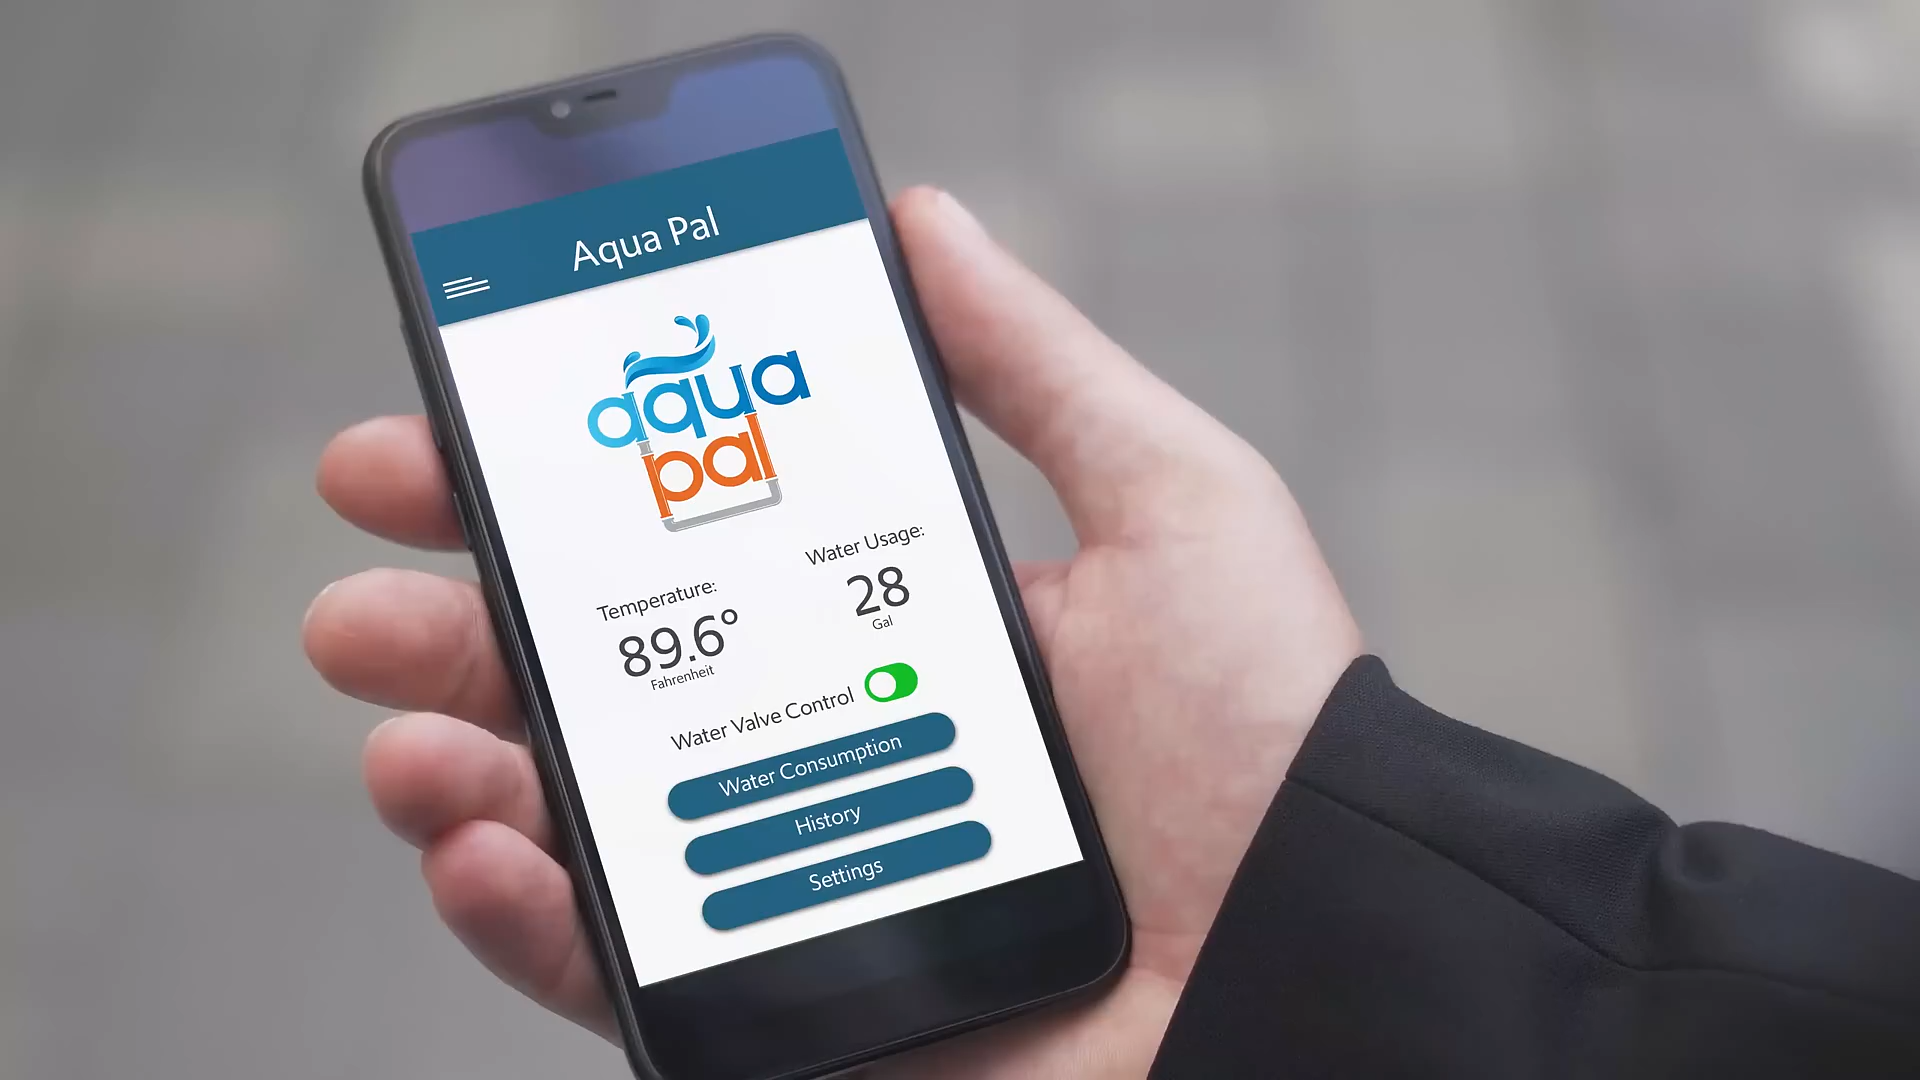 Aqua Pal
aqua
pal
Temperature:
89.6°
Fahrenheit
Water Usage:
28
Gal
Water Valve Control
Water Consumption
History
Settings